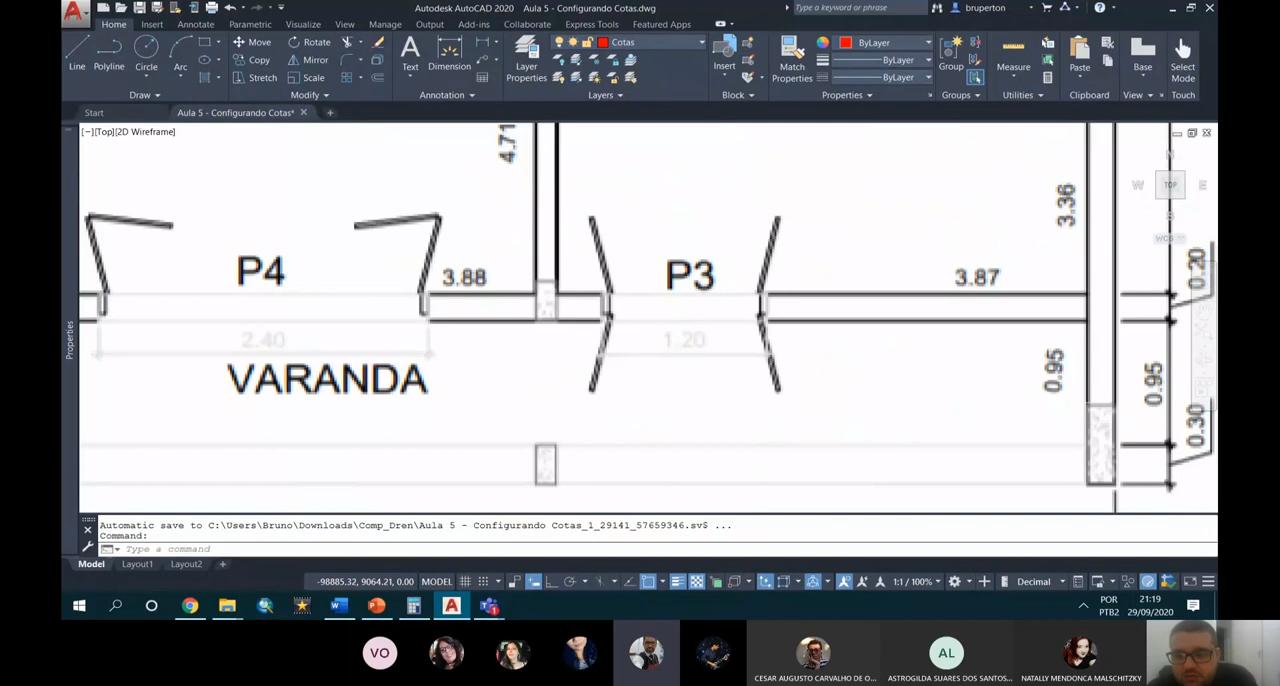 Autodesk AutoCAD 2020 Aula 5 - Configurando Cotas.dwg
Type a keyword or phrase
bruperton
Home Insert Annotate Parametric Visualize View Manage Output Add-ins Collaborate Express Tools Featured Apps
Line Polyline Circle Arc
Move Rotate
Copy Mirror
Stretch Scale
Text Dimension
Layer Properties
Cotas
Insert
Match Properties
ByLayer
ByLayer
ByLayer
Group
Measure
Paste
Base
Select Mode
Draw Modify Annotation Layers Block Properties Groups Utilities Clipboard View Touch
Start Aula 5 - Configurando Cotas*
[−][Top][2D Wireframe]
4.71
N
W TOP E
S
WCS
3.36
P4 P3
3.88 3.87
0.20
2.40 1.20
VARANDA
0.95 0.95
0.30
Properties
Automatic save to C:\Users\Bruno\Downloads\Comp_Dren\Aula 5 - Configurando Cotas_1_29141_57659346.sv$ ...
Command:
Type a command
Model Layout1 Layout2
-98885.32, 9064.21, 0.00 MODEL 1:1 / 100% Decimal
POR
PTB2
21:19
29/09/2020
VO
AL
CESAR AUGUSTO CARVALHO DE O... ASTROGILDA SUARES DOS SANTOS... NATALLY MENDONCA MALSCHITZKY